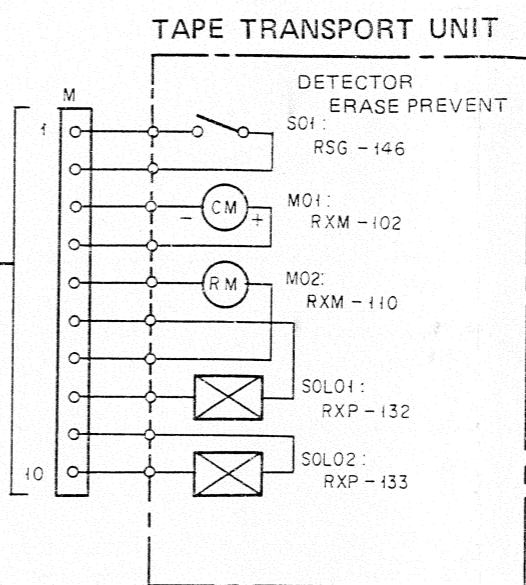 TAPE TRANSPORT UNIT
DETECTOR
ERASE PREVENT
M
1
S01:
RSG-146
CM
- +
M01:
RXM-102
RM
M02:
RXM-110
SOL01:
RXP-132
10
SOL02:
RXP-133